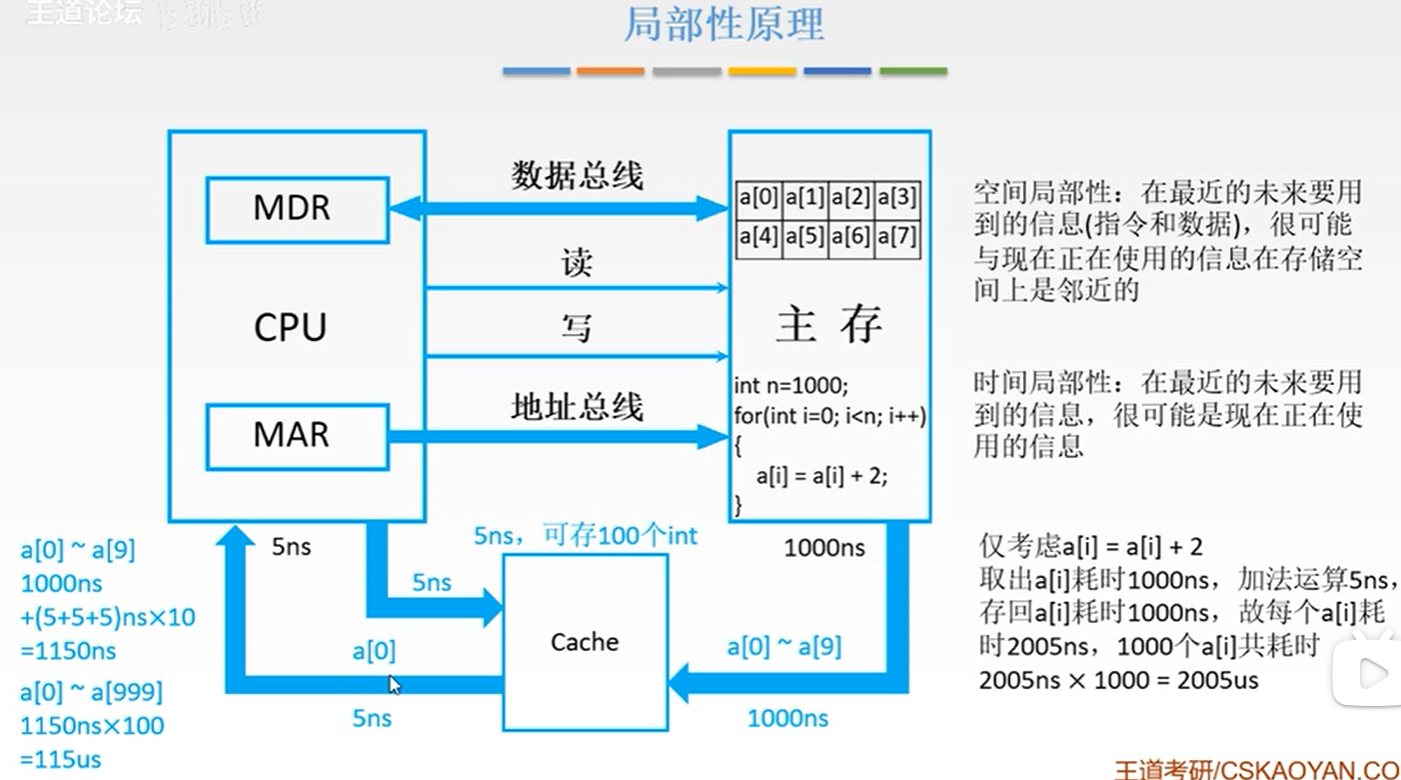 王道论坛
局部性原理
MDR
CPU
MAR
数据总线
读
写
地址总线
a[0] a[1] a[2] a[3]
a[4] a[5] a[6] a[7]
主 存
int n=1000;
for(int i=0; i<n; i++)
{
a[i] = a[i] + 2;
}
空间局部性：在最近的未来要用
到的信息(指令和数据)，很可能
与现在正在使用的信息在存储空
间上是邻近的
时间局部性：在最近的未来要用
到的信息，很可能是现在正在使
用的信息
a[0] ~ a[9]
1000ns
+(5+5+5)ns×10
=1150ns
a[0] ~ a[999]
1150ns×100
=115us
5ns
5ns
a[0]
5ns
5ns，可存100个int
Cache
1000ns
a[0] ~ a[9]
1000ns
仅考虑a[i] = a[i] + 2
取出a[i]耗时1000ns，加法运算5ns，
存回a[i]耗时1000ns，故每个a[i]耗
时2005ns，1000个a[i]共耗时
2005ns × 1000 = 2005us
王道考研/CSKAOYAN.CO